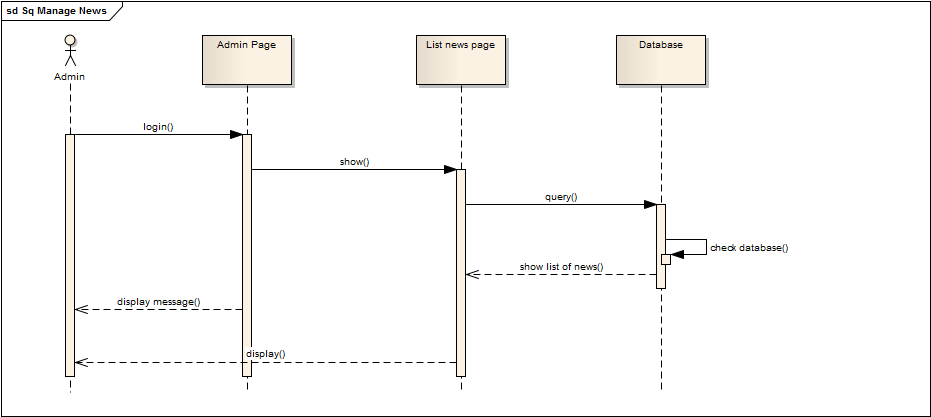 sd Sq Manage News
Admin
Admin Page
List news page
Database
login()
show()
query()
check database()
show list of news()
display message()
display()